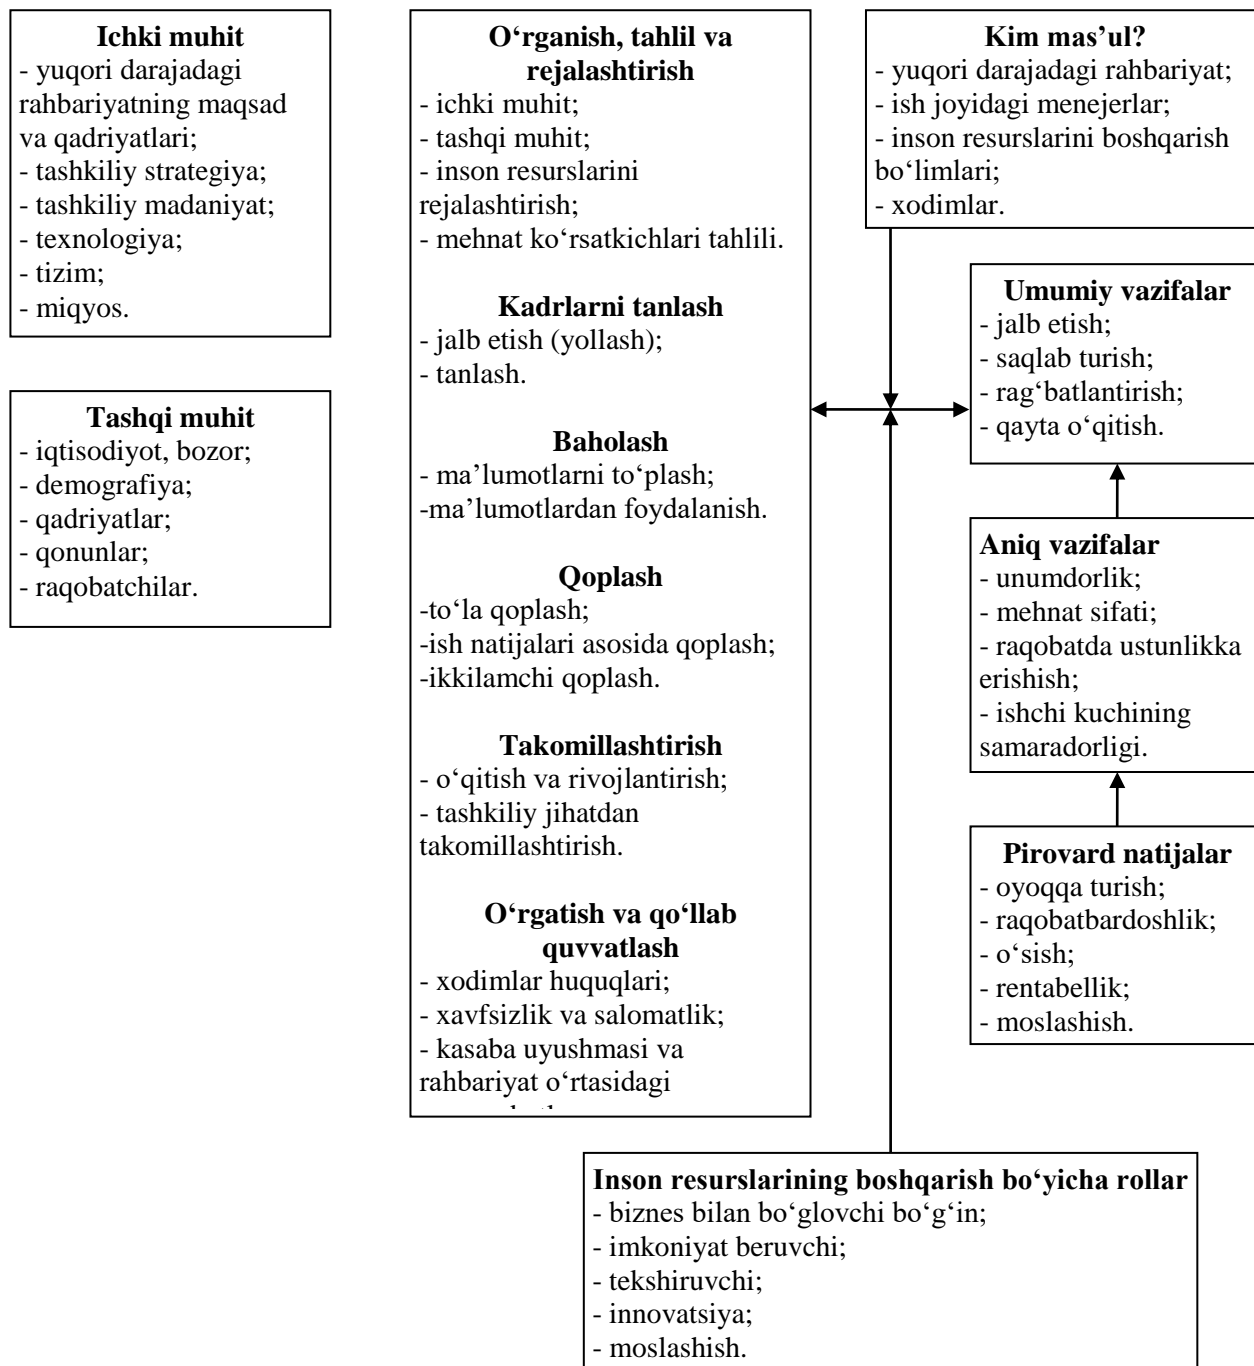 Ichki muhit
- yuqori darajadagi
rahbariyatning maqsad
va qadriyatlari;
- tashkiliy strategiya;
- tashkiliy madaniyat;
- texnologiya;
- tizim;
- miqyos.
Tashqi muhit
- iqtisodiyot, bozor;
- demografiya;
- qadriyatlar;
- qonunlar;
- raqobatchilar.
O‘rganish, tahlil va
rejalashtirish
- ichki muhit;
- tashqi muhit;
- inson resurslarini
rejalashtirish;
- mehnat ko‘rsatkichlari tahlili.
Kadrlarni tanlash
- jalb etish (yollash);
- tanlash.
Baholash
- ma’lumotlarni to‘plash;
-ma’lumotlardan foydalanish.
Qoplash
-to‘la qoplash;
-ish natijalari asosida qoplash;
-ikkilamchi qoplash.
Takomillashtirish
- o‘qitish va rivojlantirish;
- tashkiliy jihatdan
takomillashtirish.
O‘rgatish va qo‘llab
quvvatlash
- xodimlar huquqlari;
- xavfsizlik va salomatlik;
- kasaba uyushmasi va
rahbariyat o‘rtasidagi
Kim mas’ul?
- yuqori darajadagi rahbariyat;
- ish joyidagi menejerlar;
- inson resurslarini boshqarish
bo‘limlari;
- xodimlar.
Umumiy vazifalar
- jalb etish;
- saqlab turish;
- rag‘batlantirish;
- qayta o‘qitish.
Aniq vazifalar
- unumdorlik;
- mehnat sifati;
- raqobatda ustunlikka
erishish;
- ishchi kuchining
samaradorligi.
Pirovard natijalar
- oyoqqa turish;
- raqobatbardoshlik;
- o‘sish;
- rentabellik;
- moslashish.
Inson resurslarining boshqarish bo‘yicha rollar
- biznes bilan bo‘glovchi bo‘g‘in;
- imkoniyat beruvchi;
- tekshiruvchi;
- innovatsiya;
- moslashish.